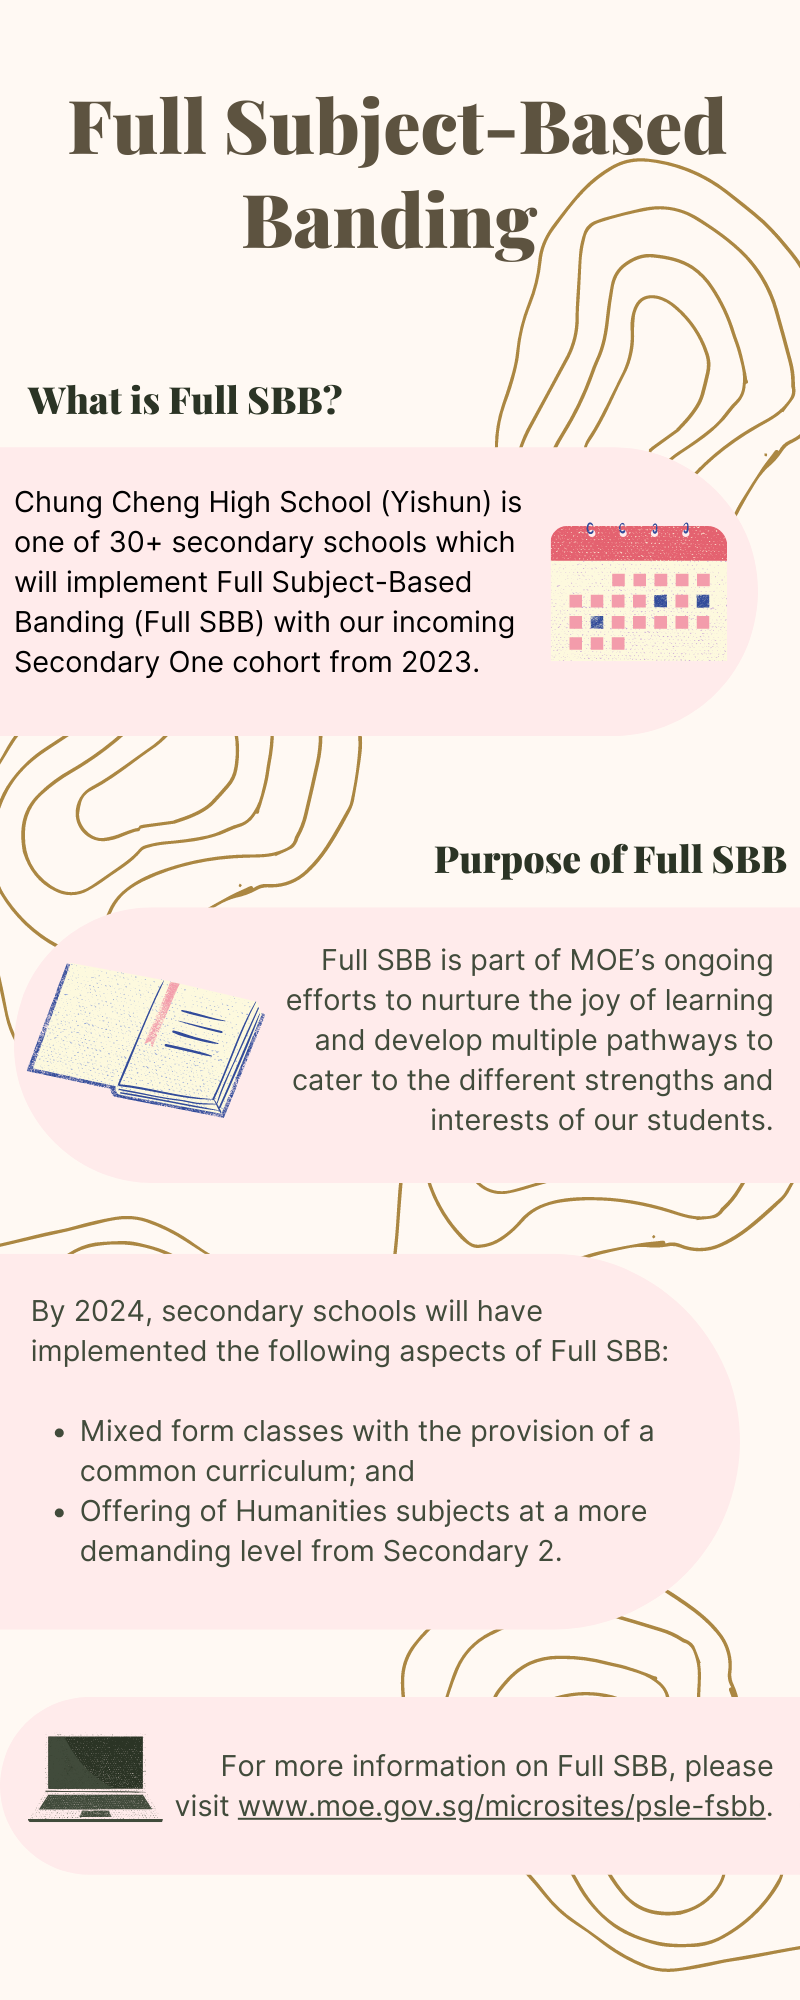 Full Subject-Based
Banding
What is Full SBB?
Chung Cheng High School (Yishun) is
one of 30+ secondary schools which
will implement Full Subject-Based
Banding (Full SBB) with our incoming
Secondary One cohort from 2023.
Purpose of Full SBB
Full SBB is part of MOE’s ongoing
efforts to nurture the joy of learning
and develop multiple pathways to
cater to the different strengths and
interests of our students.
By 2024, secondary schools will have
implemented the following aspects of Full SBB:
• Mixed form classes with the provision of a
common curriculum; and
• Offering of Humanities subjects at a more
demanding level from Secondary 2.
For more information on Full SBB, please
visit www.moe.gov.sg/microsites/psle-fsbb.